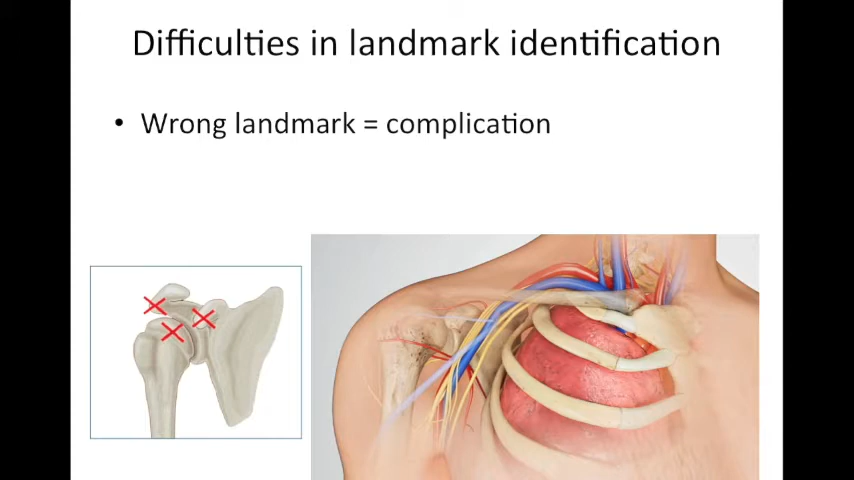 Difficulties in landmark identification
• Wrong landmark = complication